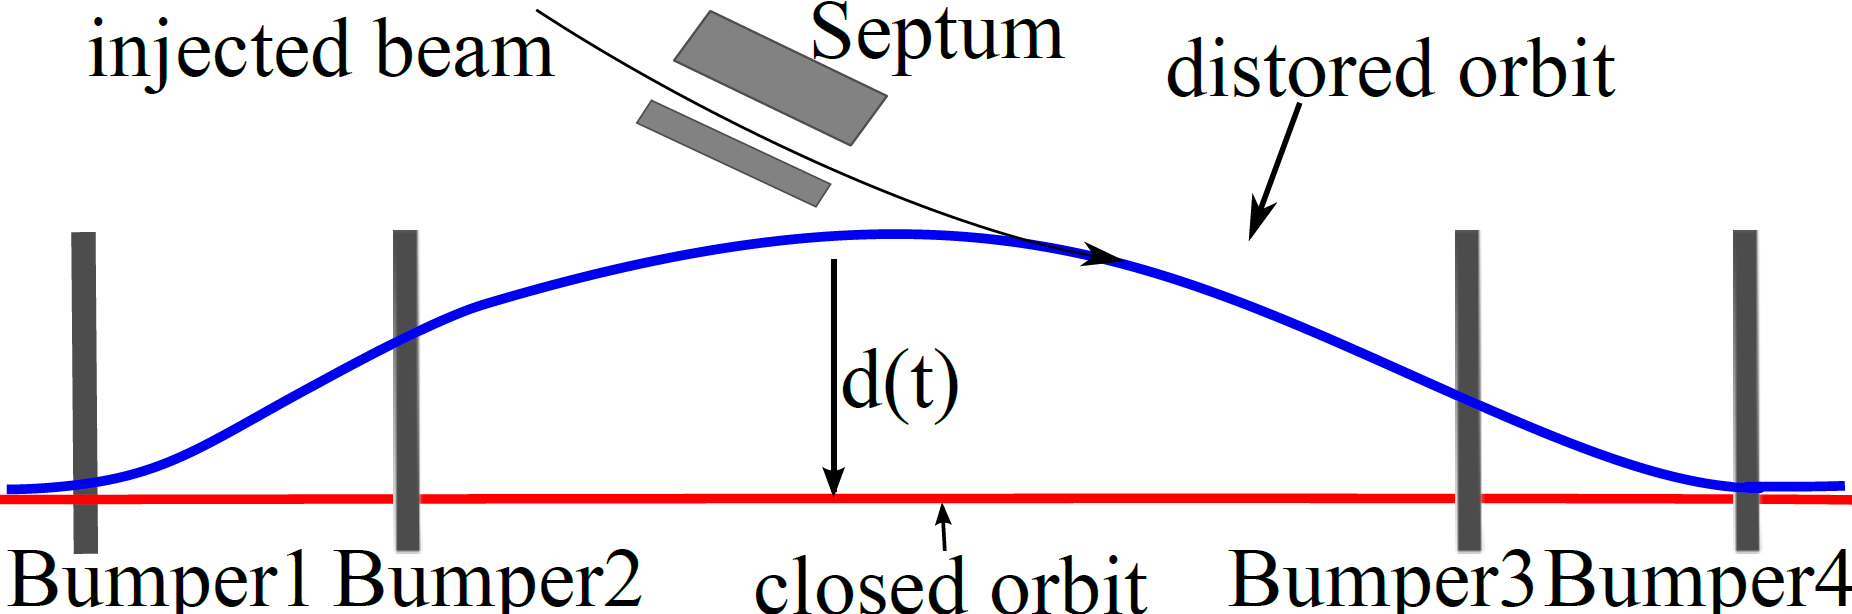 injected beam
Septum
distored orbit
d(t)
Bumper1
Bumper2
closed orbit
Bumper3
Bumper4